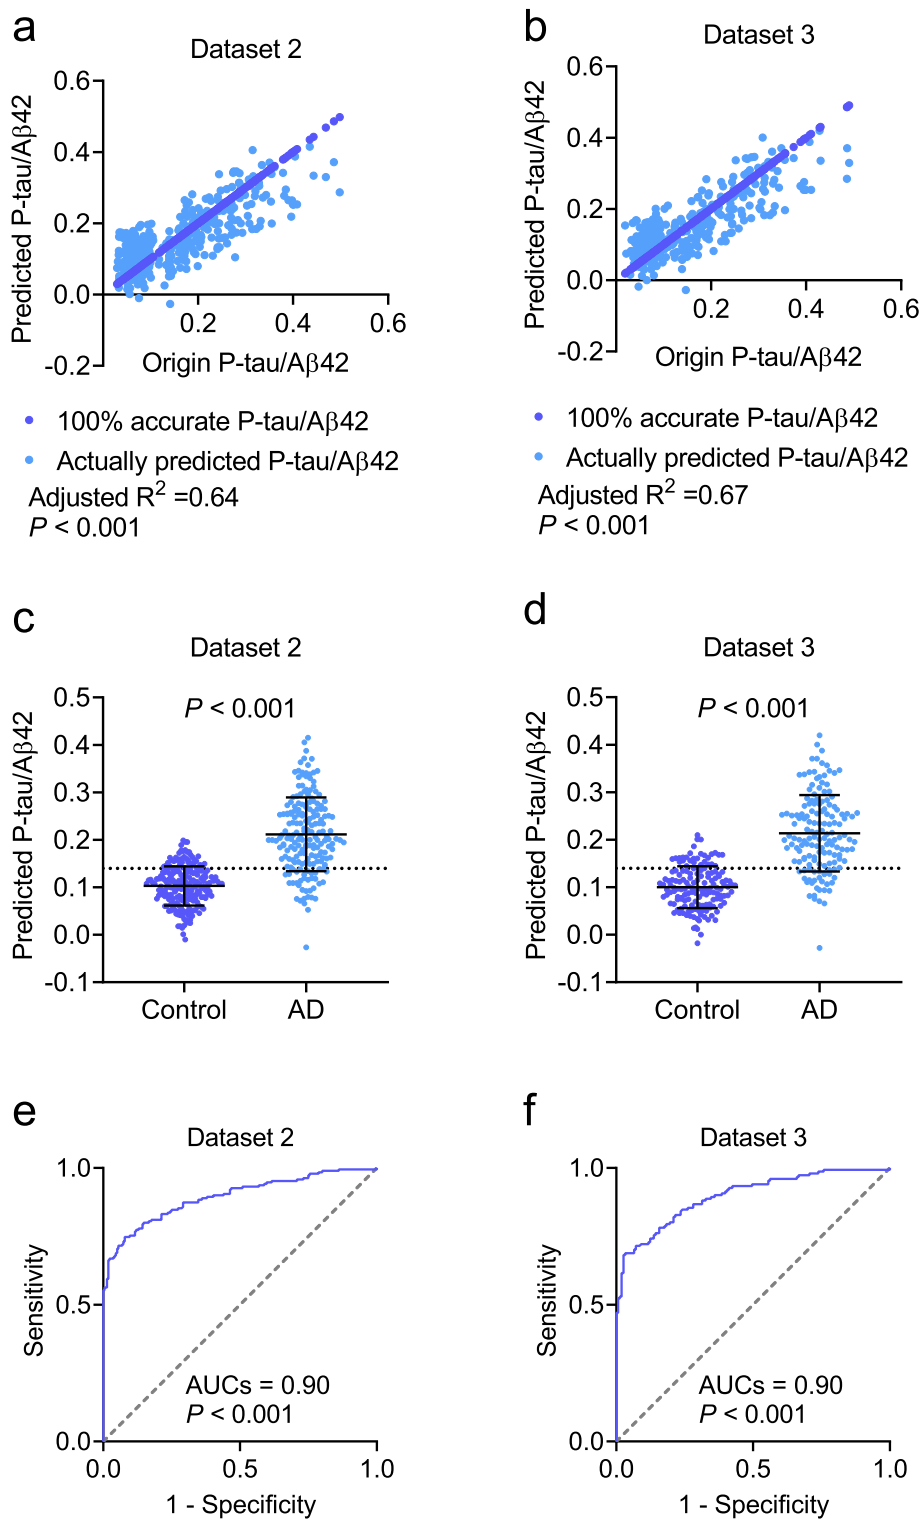 a
Dataset 2
Predicted P-tau/Aβ42
0.6
0.4
0.2
0.0
-0.2
0.2
0.4
0.6
Origin P-tau/Aβ42
100% accurate P-tau/Aβ42
Actually predicted P-tau/Aβ42
Adjusted R2 =0.64
P < 0.001
b
Dataset 3
Predicted P-tau/Aβ42
0.6
0.4
0.2
0.0
-0.2
0.2
0.4
0.6
Origin P-tau/Aβ42
100% accurate P-tau/Aβ42
Actually predicted P-tau/Aβ42
Adjusted R2 =0.67
P < 0.001
c
Dataset 2
Predicted P-tau/Aβ42
0.5
0.4
0.3
0.2
0.1
0.0
-0.1
P < 0.001
Control
AD
d
Dataset 3
Predicted P-tau/Aβ42
0.5
0.4
0.3
0.2
0.1
0.0
-0.1
P < 0.001
Control
AD
e
Dataset 2
Sensitivity
1.0
0.5
0.0
AUCs = 0.90
P < 0.001
0.0
0.5
1.0
1 - Specificity
f
Dataset 3
Sensitivity
1.0
0.5
0.0
AUCs = 0.90
P < 0.001
0.0
0.5
1.0
1 - Specificity